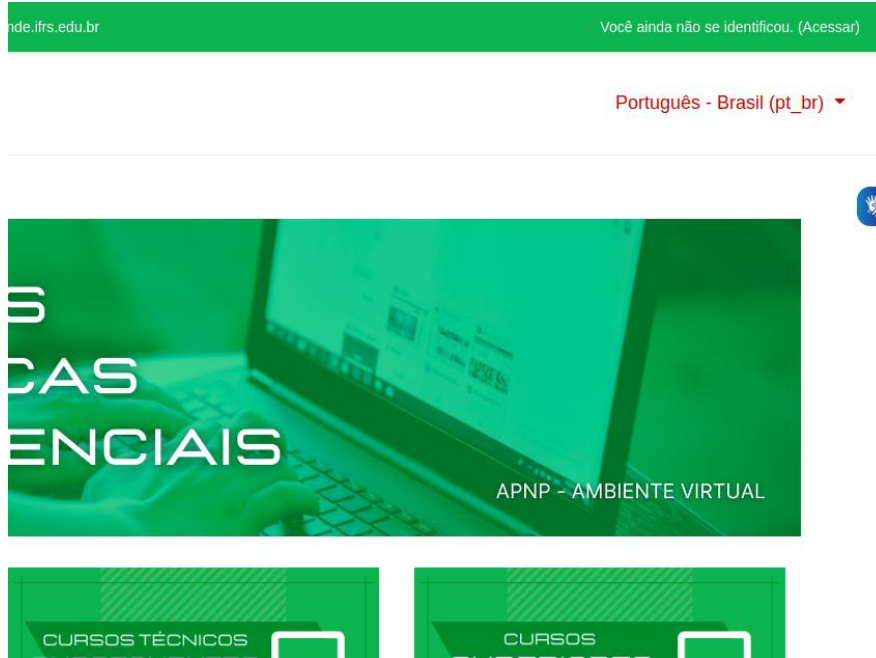 nde.ifrs.edu.br
Você ainda não se identificou. (Acessar)
Português - Brasil (pt_br)
S
CAS
ENCIAIS
APNP - AMBIENTE VIRTUAL
CURSOS TÉCNICOS
CURSOS